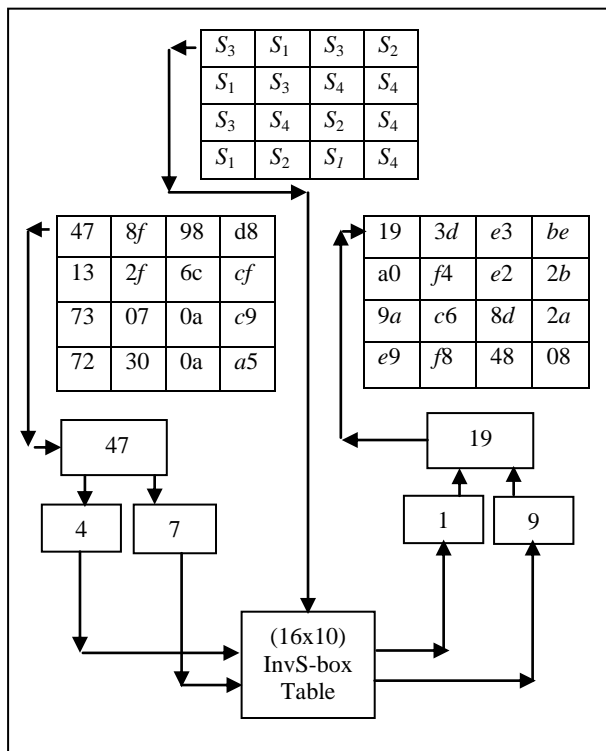 S3 S1 S3 S2
S1 S3 S4 S4
S3 S4 S2 S4
S1 S2 S1 S4
47 8f 98 d8
13 2f 6c cf
73 07 0a c9
72 30 0a a5
19 3d e3 be
a0 f4 e2 2b
9a c6 8d 2a
e9 f8 48 08
47
19
4
7
1
9
(16x10)
InvS-box
Table